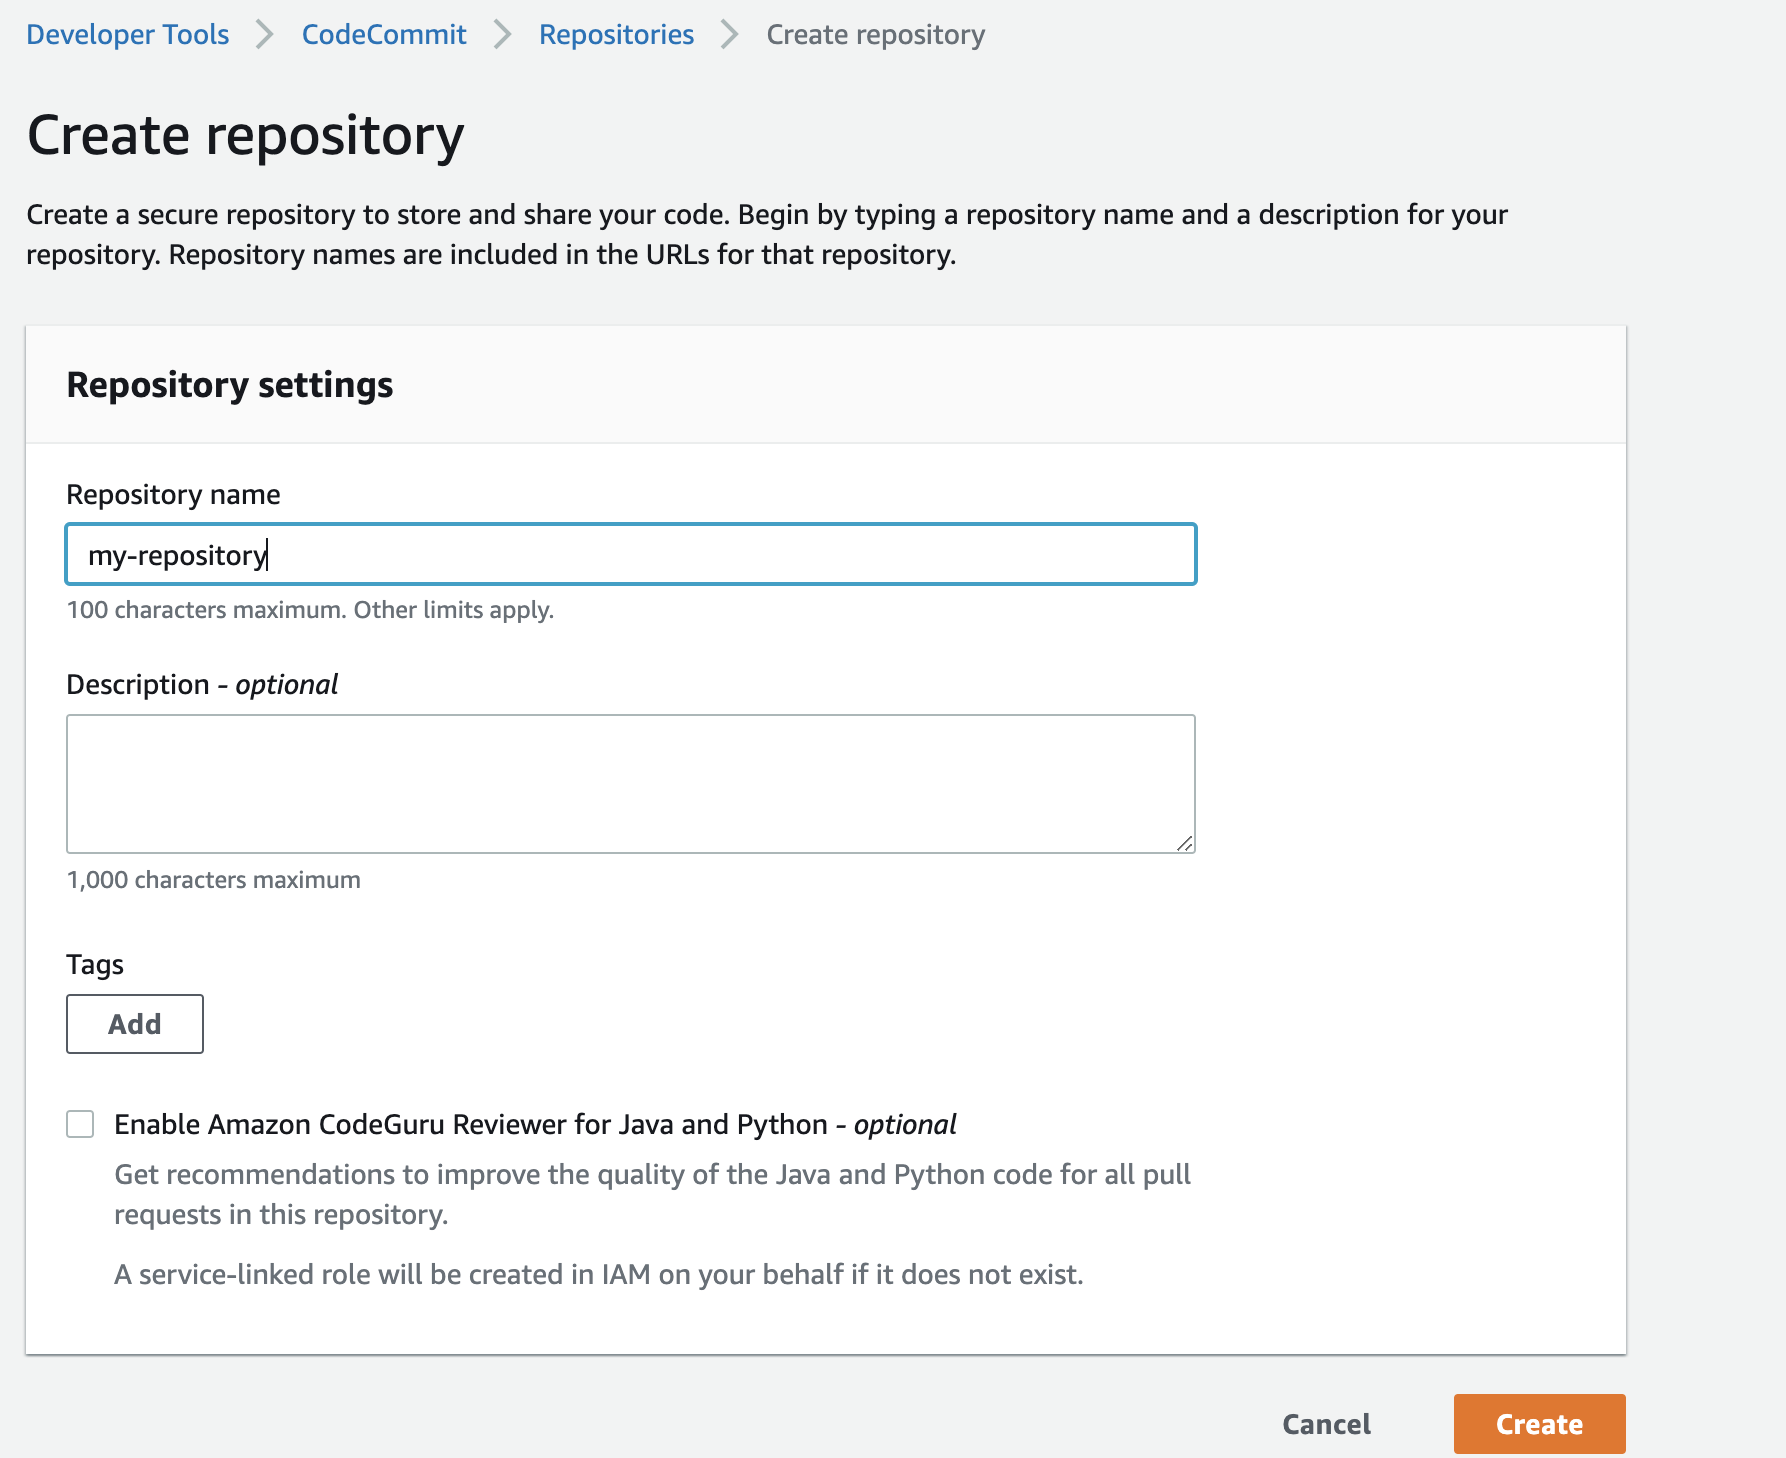 Developer Tools > CodeCommit > Repositories > Create repository
Create repository
Create a secure repository to store and share your code. Begin by typing a repository name and a description for your
repository. Repository names are included in the URLs for that repository.
Repository settings
Repository name
my-repository
100 characters maximum. Other limits apply.
Description - optional
1,000 characters maximum
Tags
Add
Enable Amazon CodeGuru Reviewer for Java and Python - optional
Get recommendations to improve the quality of the Java and Python code for all pull
requests in this repository.
A service-linked role will be created in IAM on your behalf if it does not exist.
Cancel Create